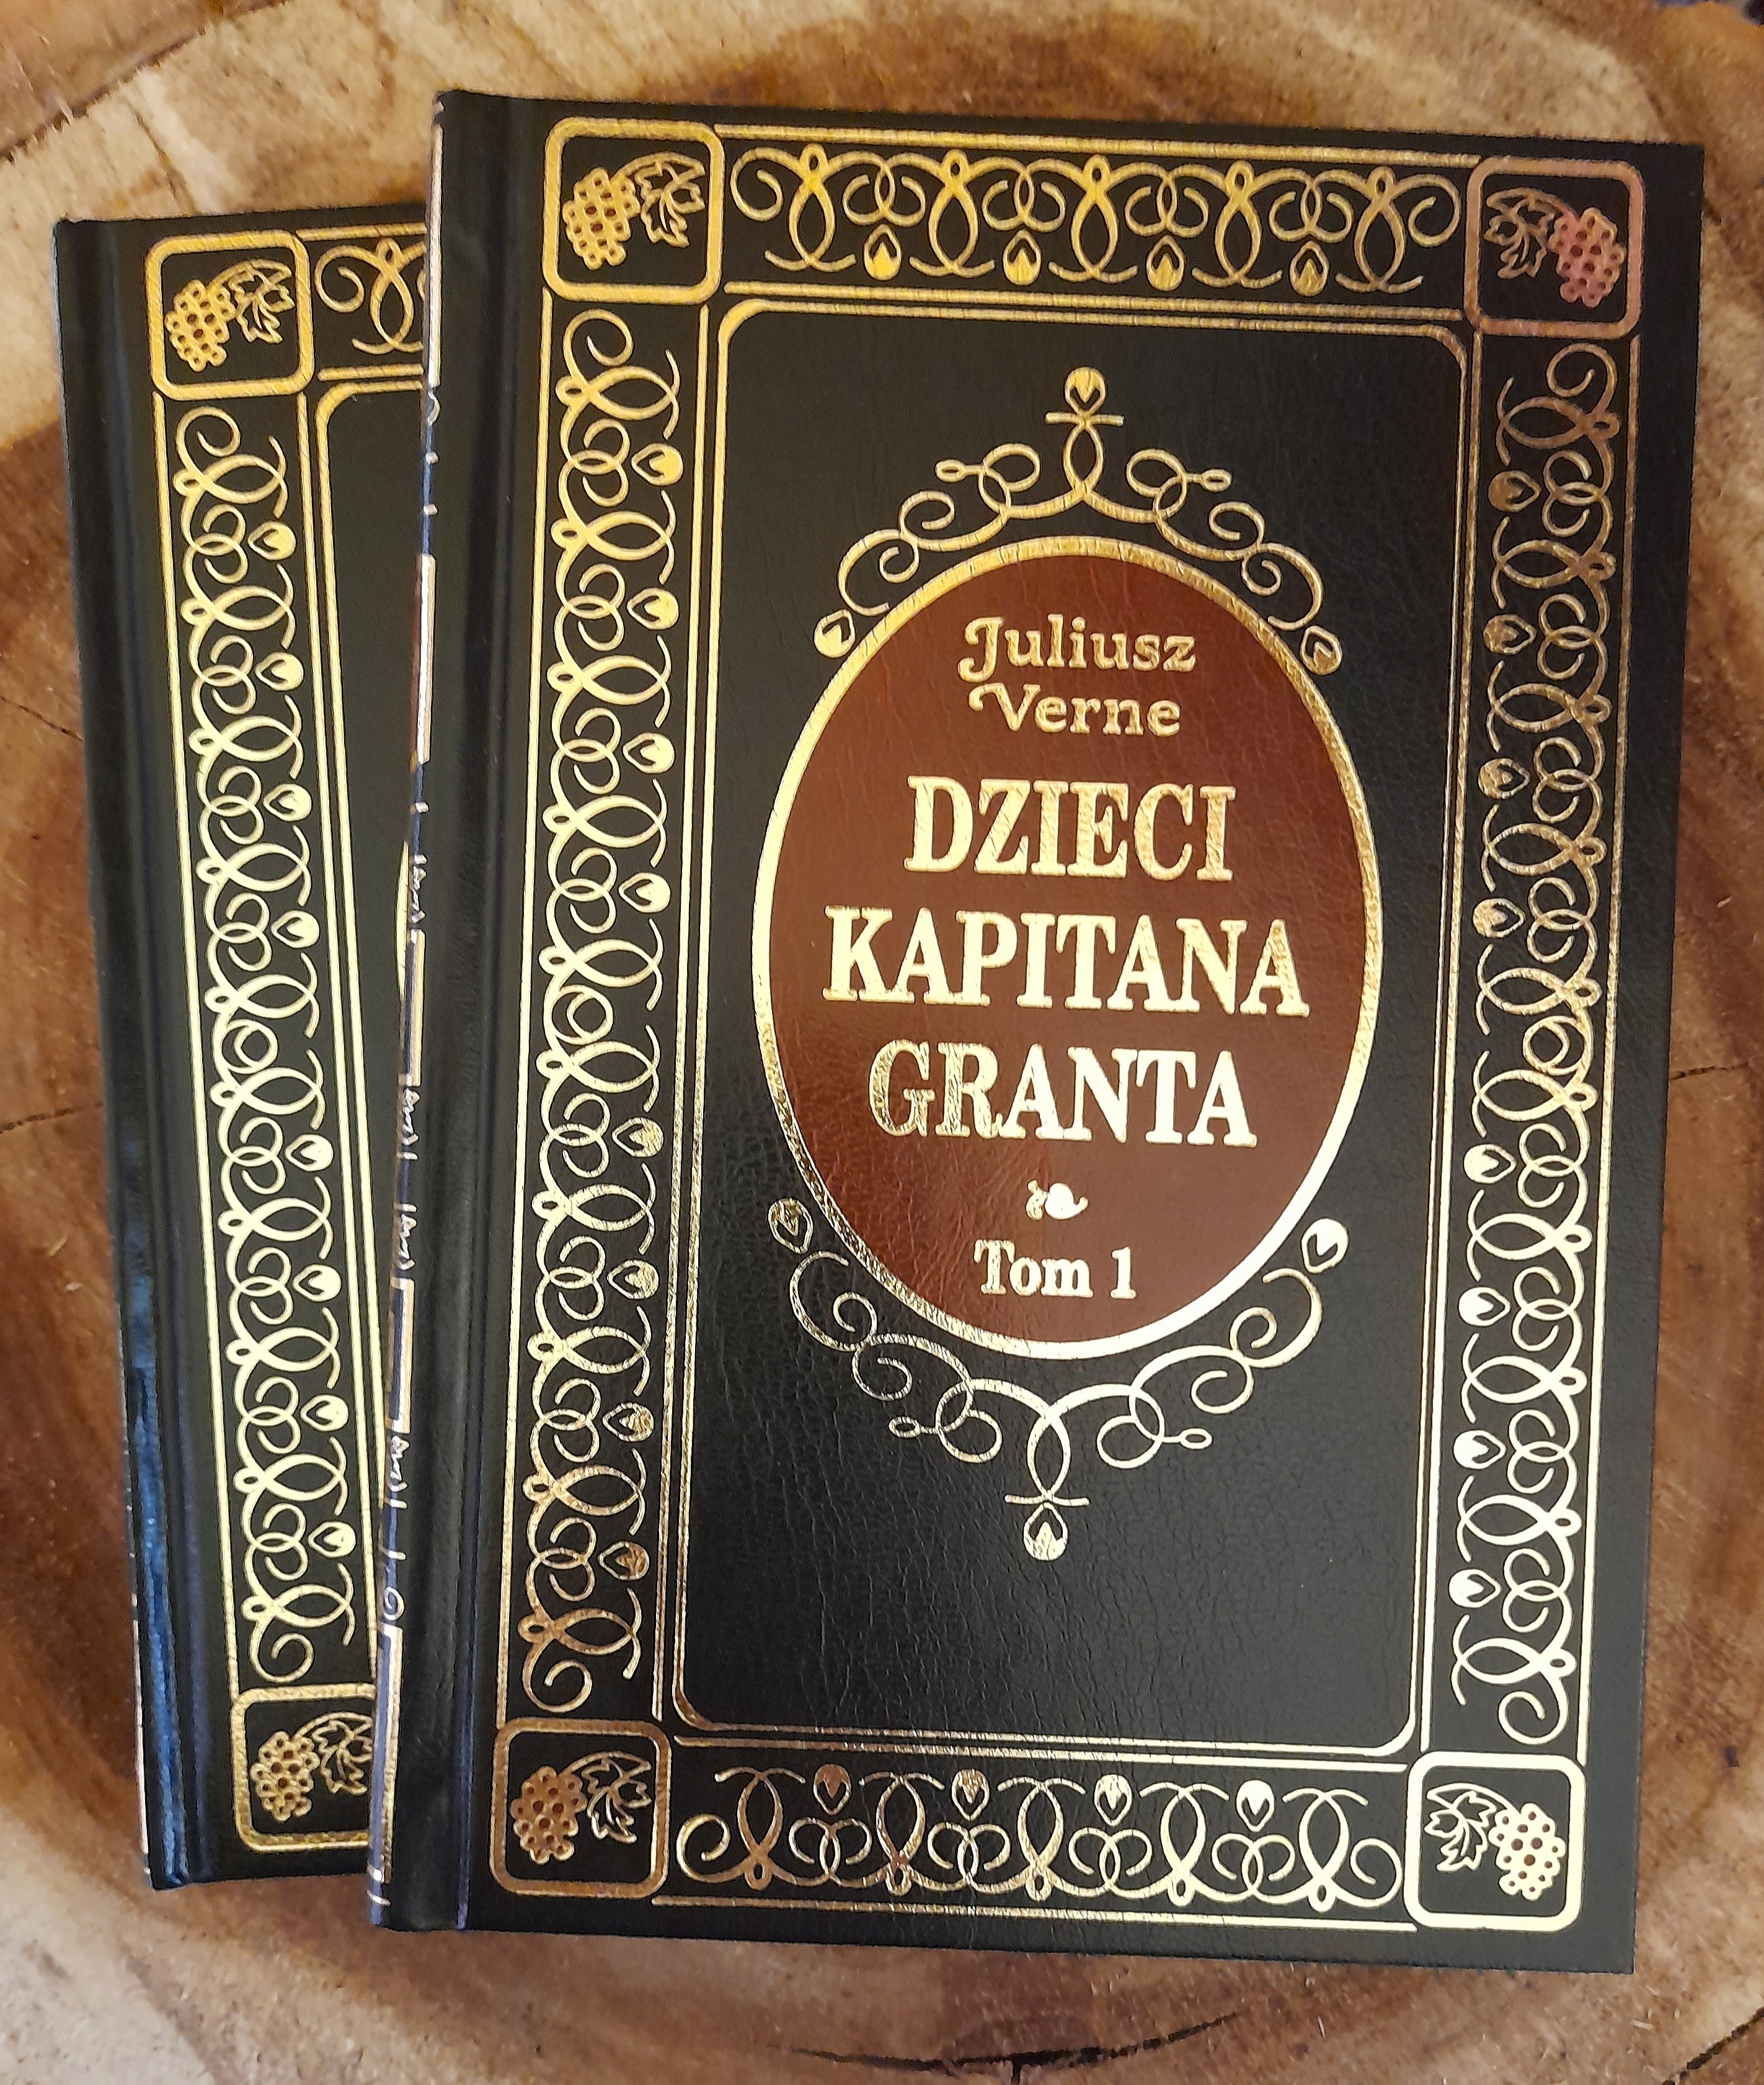 Juliusz
Verne
DZIECI
KAPITANA
GRANTA
Tom 1